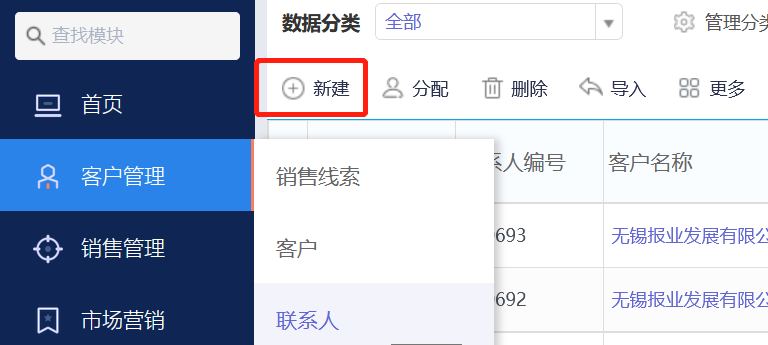 查找模块
首页
客户管理
销售管理
市场营销
数据分类
全部
管理分类
新建
分配
删除
导入
更多
销售线索
客户
联系人
系人编号
客户名称
693
无锡报业发展有限公
692
无锡报业发展有限公